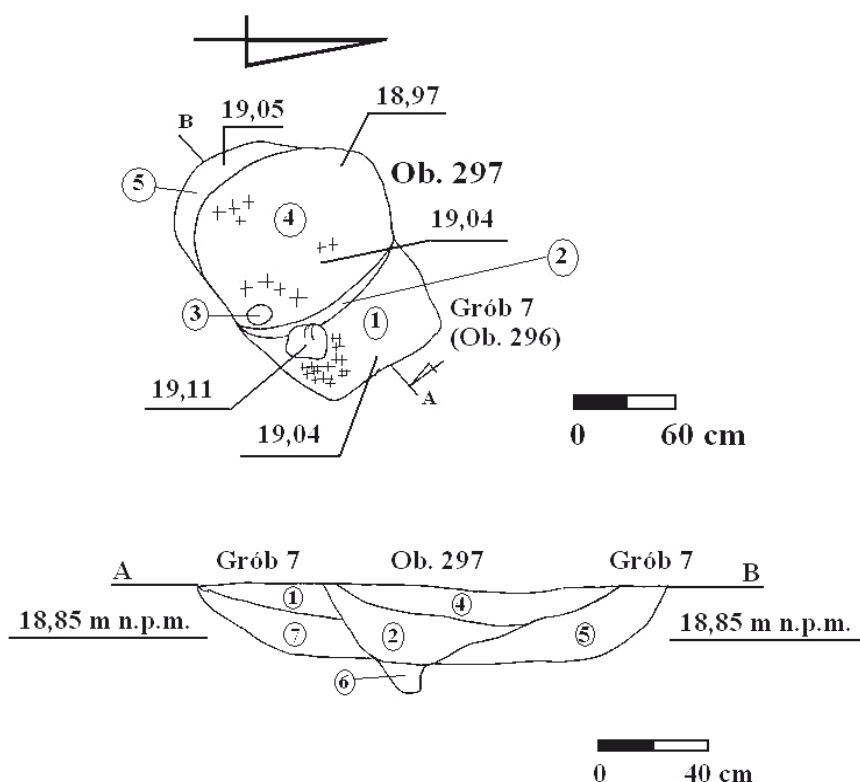 19,05
18,97
B
Ob. 297
5
4
19,04
2
3
1
Grób 7
(Ob. 296)
19,11
A
19,04
0 60 cm
Grób 7 Ob. 297 Grób 7
A B
1
4
18,85 m n.p.m. 18,85 m n.p.m.
7
2
5
6
0 40 cm